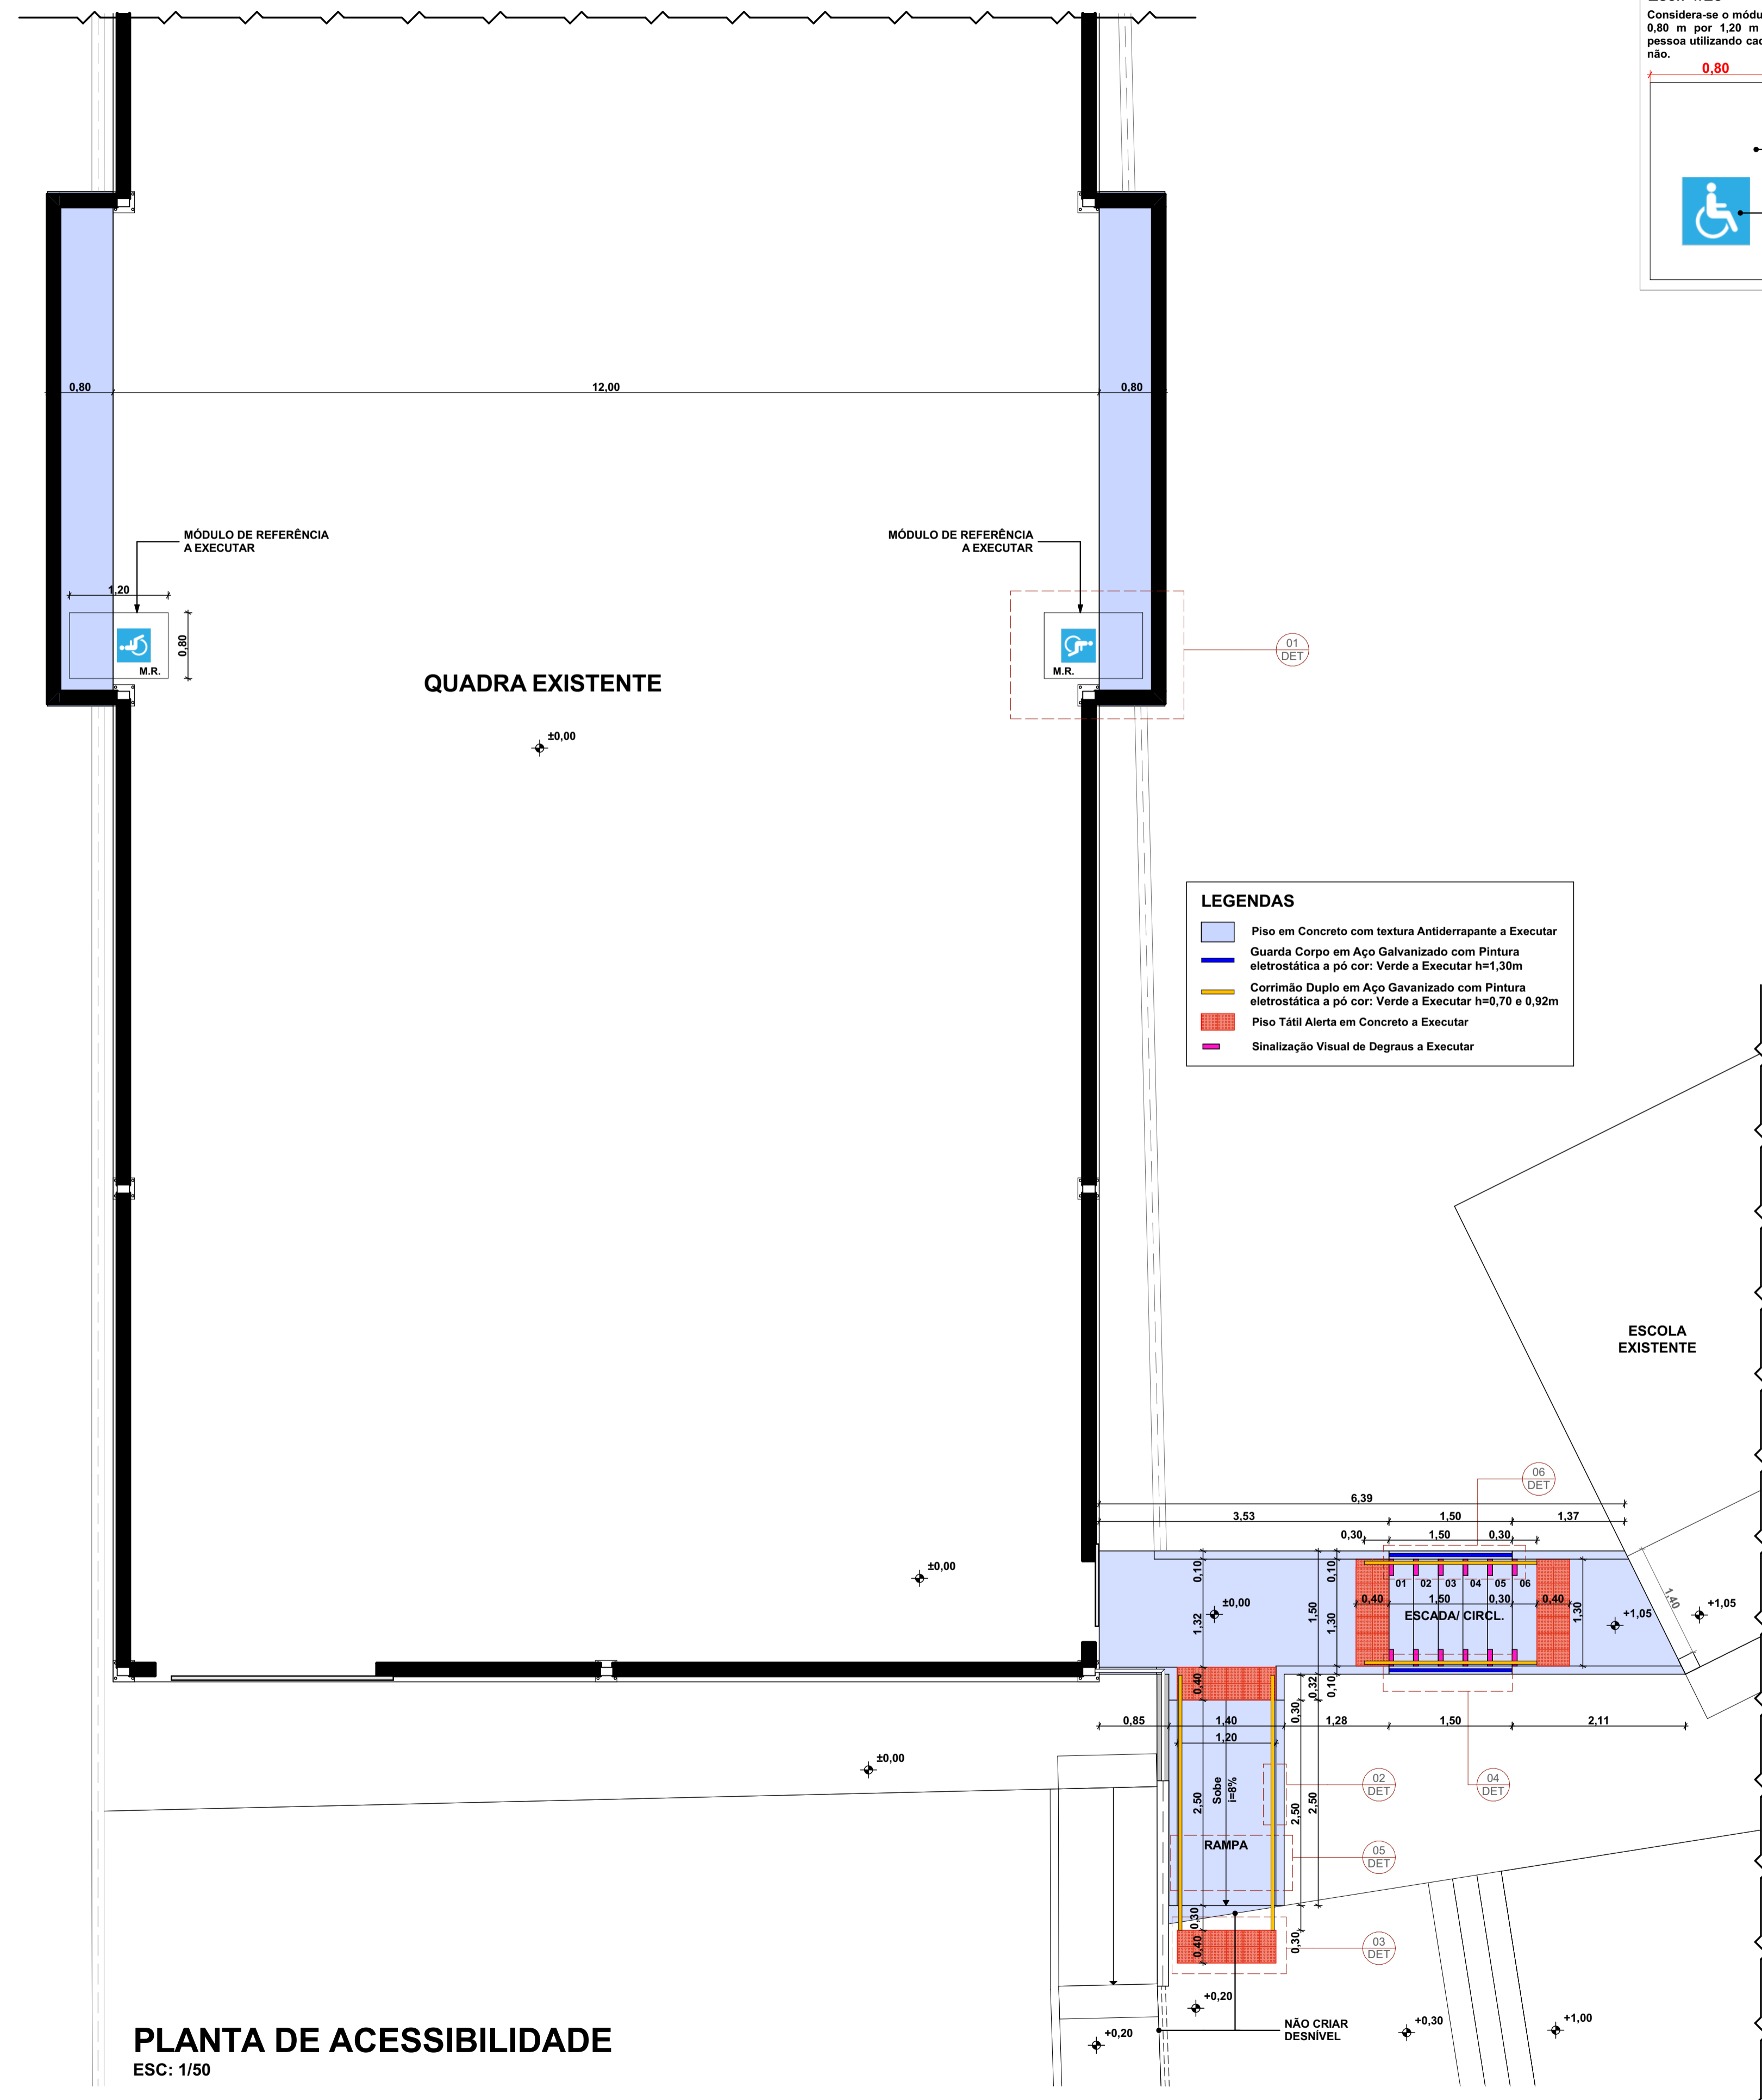 Considera-se o módu
0,80 m por 1,20 m
pessoa utilizando cad
não.
0,80
0,80
12,00
0,80
MÓDULO DE REFERÊNCIA
A EXECUTAR
MÓDULO DE REFERÊNCIA
A EXECUTAR
1,20
0,80
M.R.
M.R.
01
DET
QUADRA EXISTENTE
±0,00
LEGENDAS
Piso em Concreto com textura Antiderrapante a Executar
Guarda Corpo em Aço Galvanizado com Pintura
eletrostática a pó cor: Verde a Executar h=1,30m
Corrimão Duplo em Aço Gavanizado com Pintura
eletrostática a pó cor: Verde a Executar h=0,70 e 0,92m
Piso Tátil Alerta em Concreto a Executar
Sinalização Visual de Degraus a Executar
ESCOLA
EXISTENTE
06
DET
6,39
3,53
1,50
1,37
0,30
1,50
0,30
±0,00
0,10
0,10
01
02
03
04
05
06
0,40
1,50
0,30
0,40
1,30
1,40
±0,00
1,32
1,50
1,30
ESCADA/ CIRCL.
+1,05
+1,05
0,40
0,30
0,32
0,10
0,85
1,40
1,28
1,50
2,11
1,20
±0,00
2,50
Sobe
i=8%
2,50
2,50
02
DET
04
DET
RAMPA
05
DET
0,30
0,40
0,30
03
DET
+0,20
+0,20
NÃO CRIAR
DESNÍVEL
+0,30
+1,00
PLANTA DE ACESSIBILIDADE
ESC: 1/50